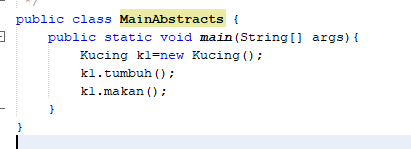 */
public class MainAbstracts {
    public static void main(String[] args){
        Kucing k1=new Kucing();
        k1.tumbuh();
        k1.makan();
    }
}